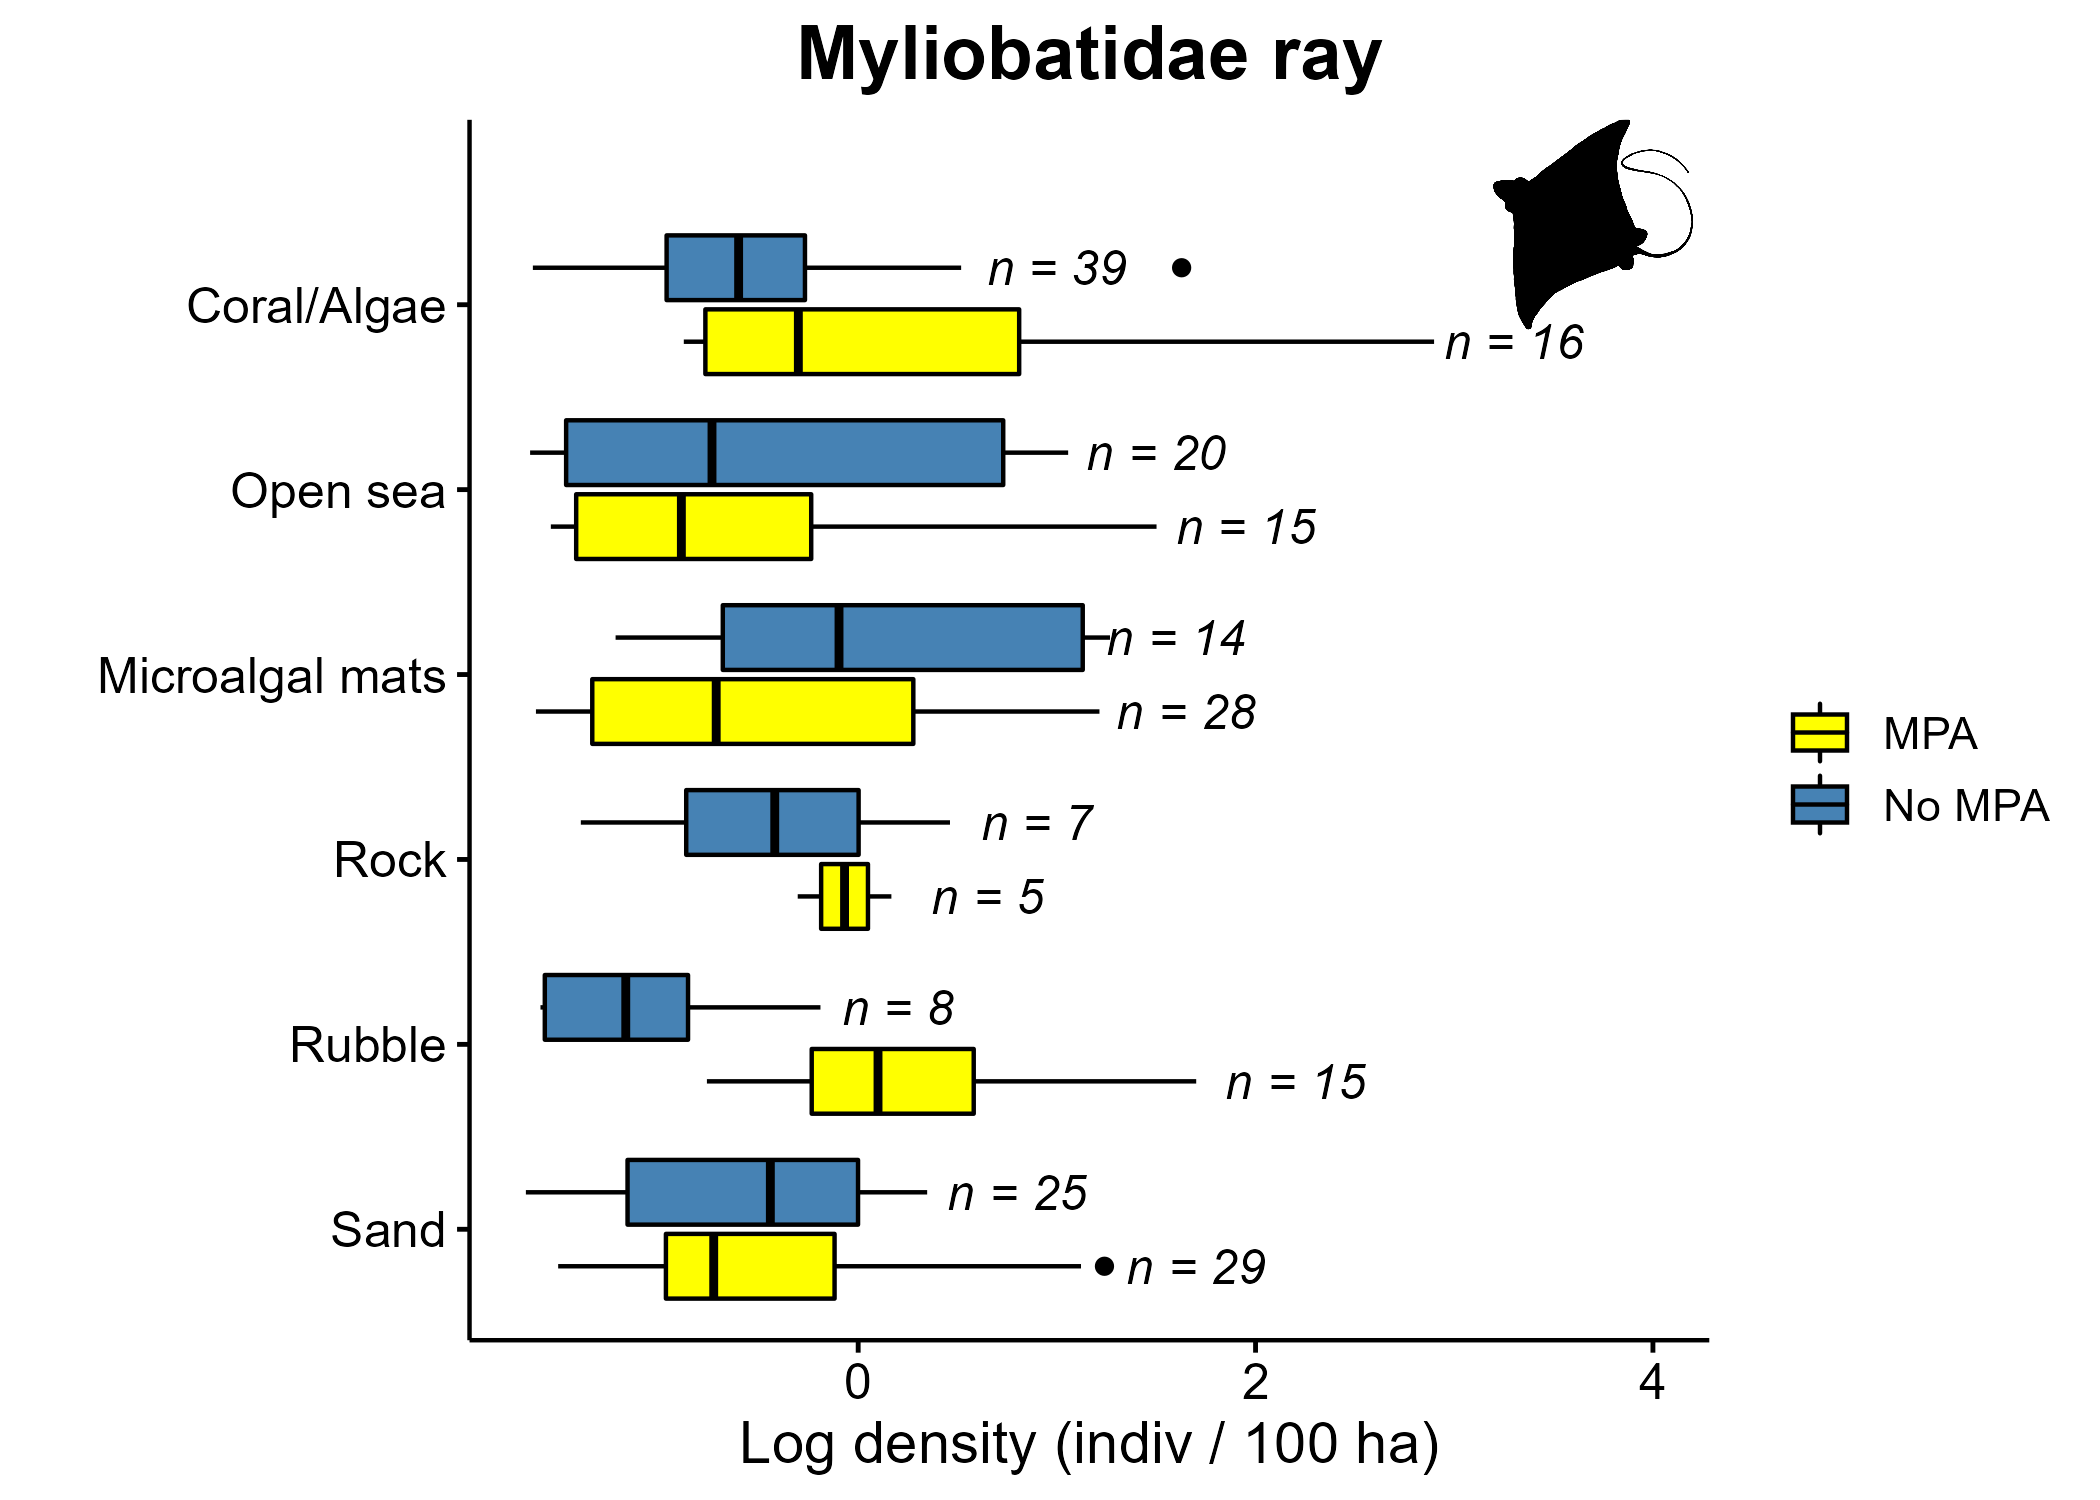 Myliobatidae ray
n = 39
Coral/Algae
n = 16
n = 20
Open sea
n = 15
n = 14
Microalgal mats
n = 28
MPA
n = 7
No MPA
Rock
n = 5
n = 8
Rubble
n = 15
n = 25
Sand
n = 29
0 2 4
Log density (indiv / 100 ha)